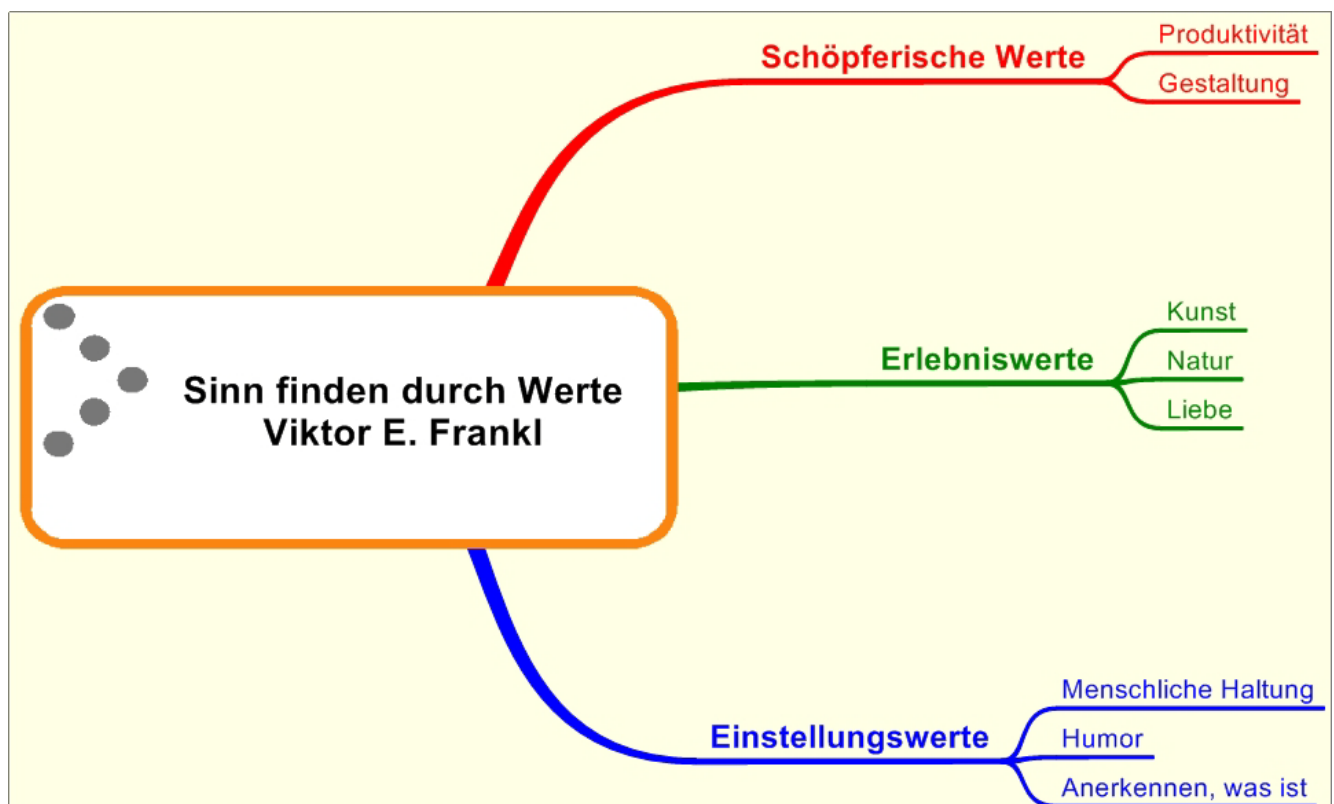 Schöpferische Werte
Produktivität
Gestaltung
Sinn finden durch Werte
Viktor E. Frankl
Erlebniswerte
Kunst
Natur
Liebe
Einstellungswerte
Menschliche Haltung
Humor
Anerkennen, was ist